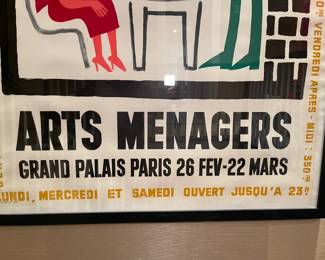 ARTS MENAGERS
GRAND PALAIS PARIS 26 FEV-22 MARS
LUNDI, MERCREDI ET SAMEDI OUVERT JUSQU'A 23
VENDREDI APRES-MIDI: 350